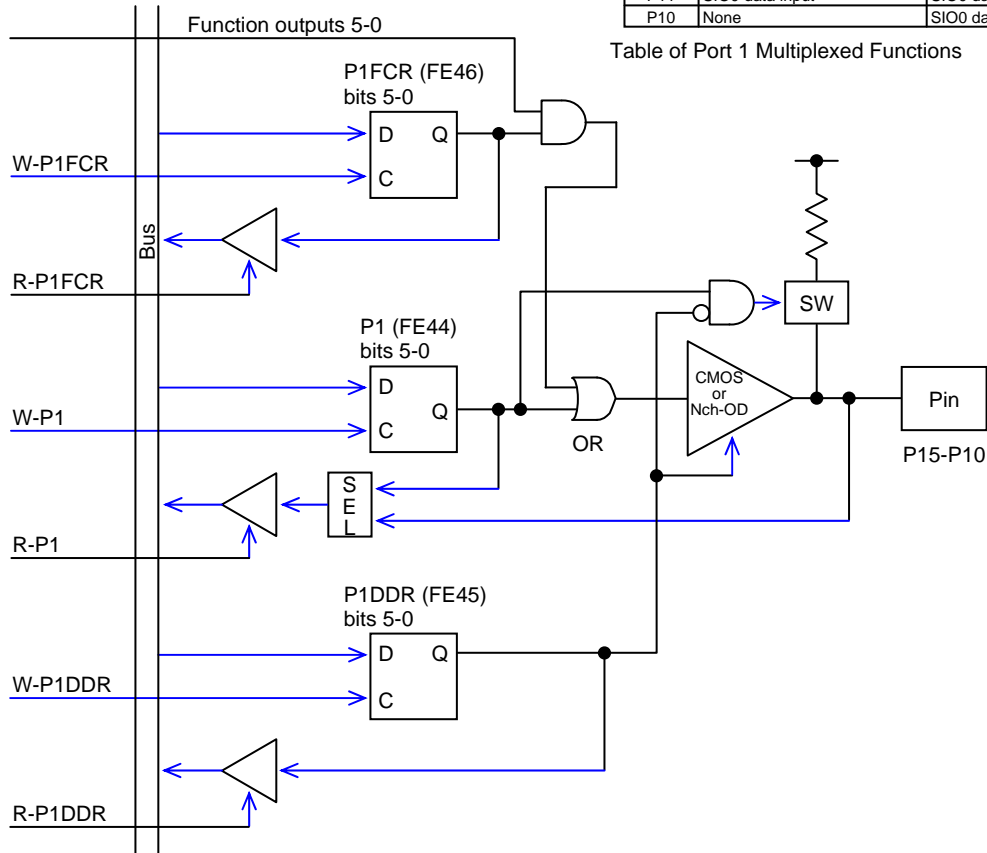 Function outputs 5-0
P10 None SIO0 da
Table of Port 1 Multiplexed Functions
P1FCR (FE46)
bits 5-0
D Q
W-P1FCR
C
Bus
R-P1FCR
SW
P1 (FE44)
bits 5-0
D
Q
CMOS
or
Nch-OD
Pin
W-P1
C
OR
P15-P10
S
E
L
R-P1
P1DDR (FE45)
bits 5-0
D Q
W-P1DDR
C
R-P1DDR